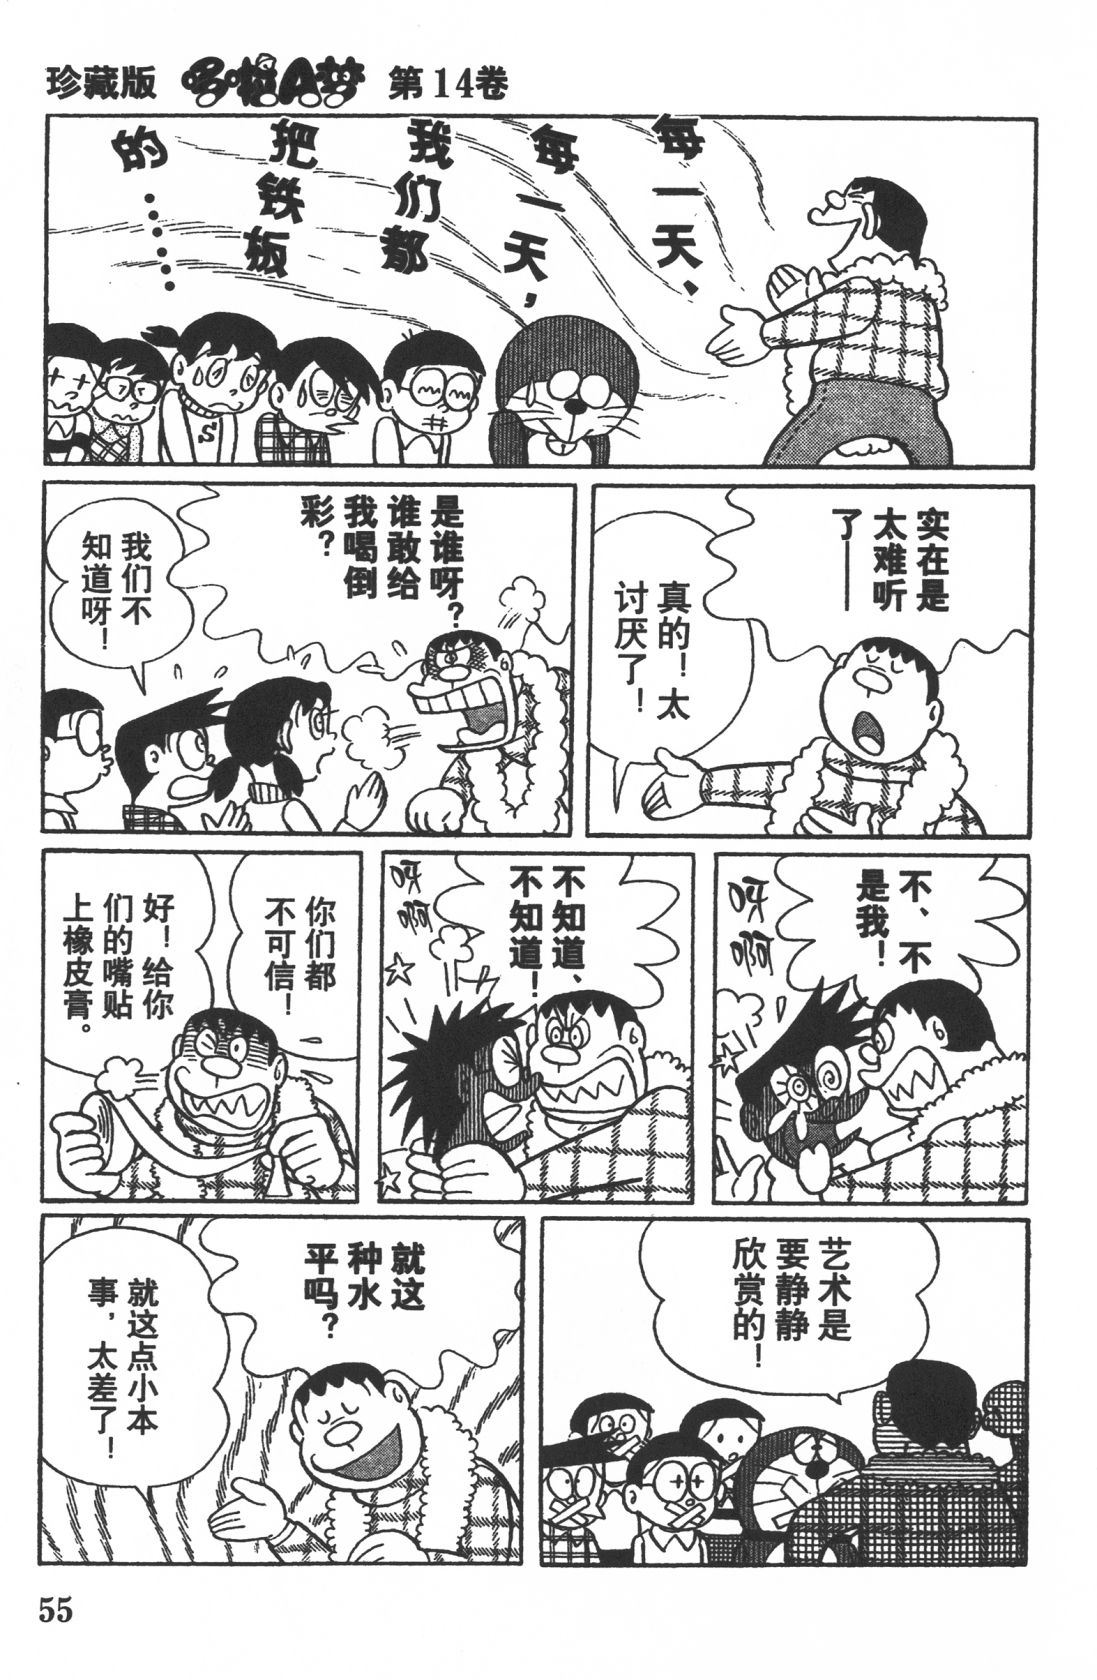 珍藏版 哆啦A梦 第14卷
每一天、
每一天，
我们都
把铁板
的……
实在是
太难听
了——
真的！太
讨厌了！
是谁呀？
谁敢给
我喝倒
彩？
我们不
知道呀！
不、不
是我！
呀
啊
不知道、
不知道！
呀
啊
你们都
不可信！
好！给你
们的嘴贴
上橡皮膏。
艺术是
要静静
欣赏的！
就这
种水
平吗？
就这点小本
事，太差了！
S
55